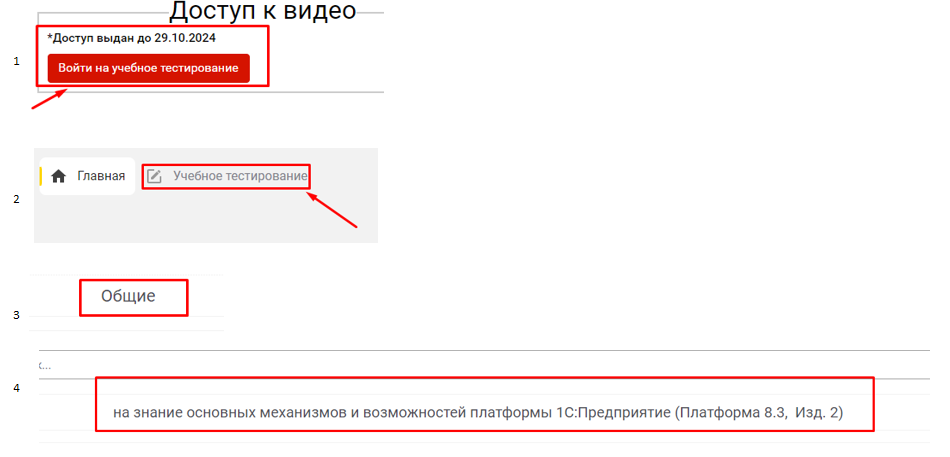 Доступ к видео
*Доступ выдан до 29.10.2024
1
Войти на учебное тестирование
Главная
Учебное тестирование
2
Общие
3
к...
4
на знание основных механизмов и возможностей платформы 1С:Предприятие (Платформа 8.3, Изд. 2)